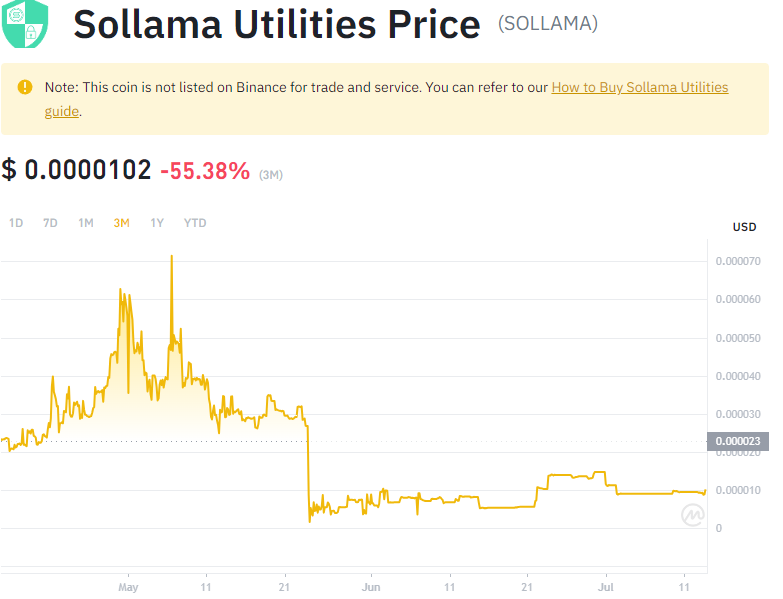 Sollama Utilities Price (SOLLAMA)
Note: This coin is not listed on Binance for trade and service. You can refer to our How to Buy Sollama Utilities
guide.
$ 0.0000102 -55.38% (3M)
1D 7D 1M 3M 1Y YTD
USD
0.000070
0.000060
0.000050
0.000040
0.000030
0.000023
0.000020
0.000010
0
May 11 21 Jun 11 21 Jul 11